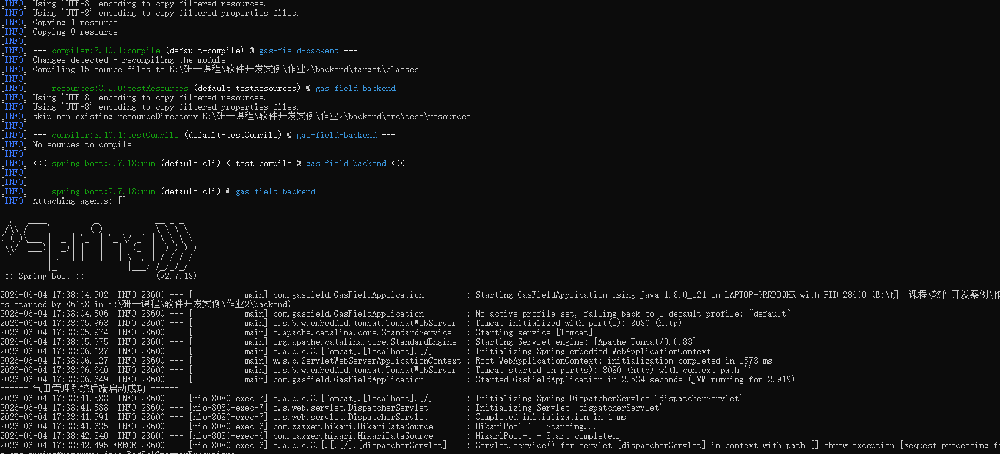 [INFO] Using 'UTF-8' encoding to copy filtered resources.
[INFO] Using 'UTF-8' encoding to copy filtered properties files.
[INFO] Copying 1 resource
[INFO] Copying 0 resource
[INFO]
[INFO] --- compiler:3.10.1:compile (default-compile) @ gas-field-backend ---
[INFO] Changes detected - recompiling the module!
[INFO] Compiling 15 source files to E:\研一课程\软件开发案例\作业2\backend\target\classes
[INFO]
[INFO] --- resources:3.2.0:testResources (default-testResources) @ gas-field-backend ---
[INFO] Using 'UTF-8' encoding to copy filtered resources.
[INFO] Using 'UTF-8' encoding to copy filtered properties files.
[INFO] skip non existing resourceDirectory E:\研一课程\软件开发案例\作业2\backend\src\test\resources
[INFO]
[INFO] --- compiler:3.10.1:testCompile (default-testCompile) @ gas-field-backend ---
[INFO] No sources to compile
[INFO]
[INFO] <<< spring-boot:2.7.18:run (default-cli) < test-compile @ gas-field-backend <<<
[INFO]
[INFO]
[INFO] --- spring-boot:2.7.18:run (default-cli) @ gas-field-backend ---
[INFO] Attaching agents: []
Spring
:: Spring Boot :: (v2.7.18)
2026-06-04 17:38:04.502 INFO 28600 --- [ main] com.gasfield.GasFieldApplication : Starting GasFieldApplication using Java 1.8.0_121 on LAPTOP-9RRBDQHR with PID 28600 (E:\研一课程\软件开发案例\作
es started by 86158 in E:\研一课程\软件开发案例\作业2\backend)
2026-06-04 17:38:04.506 INFO 28600 --- [ main] com.gasfield.GasFieldApplication : No active profile set, falling back to 1 default profile: "default"
2026-06-04 17:38:05.963 INFO 28600 --- [ main] o.s.b.w.embedded.tomcat.TomcatWebServer : Tomcat initialized with port(s): 8080 (http)
2026-06-04 17:38:05.974 INFO 28600 --- [ main] o.apache.catalina.core.StandardService : Starting service [Tomcat]
2026-06-04 17:38:05.975 INFO 28600 --- [ main] org.apache.catalina.core.StandardEngine : Starting Servlet engine: [Apache Tomcat/9.0.83]
2026-06-04 17:38:06.127 INFO 28600 --- [ main] o.a.c.c.C.[Tomcat].[localhost].[/] : Initializing Spring embedded WebApplicationContext
2026-06-04 17:38:06.127 INFO 28600 --- [ main] w.s.c.ServletWebServerApplicationContext : Root WebApplicationContext: initialization completed in 1573 ms
2026-06-04 17:38:06.640 INFO 28600 --- [ main] o.s.b.w.embedded.tomcat.TomcatWebServer : Tomcat started on port(s): 8080 (http) with context path ''
2026-06-04 17:38:06.649 INFO 28600 --- [ main] com.gasfield.GasFieldApplication : Started GasFieldApplication in 2.534 seconds (JVM running for 2.919)
====== 气田管理系统后端启动成功 ======
2026-06-04 17:38:41.588 INFO 28600 --- [nio-8080-exec-7] o.a.c.c.C.[Tomcat].[localhost].[/] : Initializing Spring DispatcherServlet 'dispatcherServlet'
2026-06-04 17:38:41.588 INFO 28600 --- [nio-8080-exec-7] o.s.web.servlet.DispatcherServlet : Initializing Servlet 'dispatcherServlet'
2026-06-04 17:38:41.591 INFO 28600 --- [nio-8080-exec-7] o.s.web.servlet.DispatcherServlet : Completed initialization in 1 ms
2026-06-04 17:38:41.635 INFO 28600 --- [nio-8080-exec-6] com.zaxxer.hikari.HikariDataSource : HikariPool-1 - Starting...
2026-06-04 17:38:42.340 INFO 28600 --- [nio-8080-exec-6] com.zaxxer.hikari.HikariDataSource : HikariPool-1 - Start completed.
2026-06-04 17:38:42.495 ERROR 28600 --- [nio-8080-exec-6] o.a.c.c.C.[.[.[/].[dispatcherServlet] : Servlet.service() for servlet [dispatcherServlet] in context with path [] threw exception [Request processing